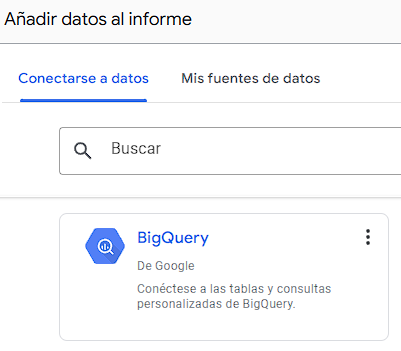 Añadir datos al informe
Conectarse a datos
Mis fuentes de datos
Buscar
BigQuery
De Google
Conéctese a las tablas y consultas
personalizadas de BigQuery.